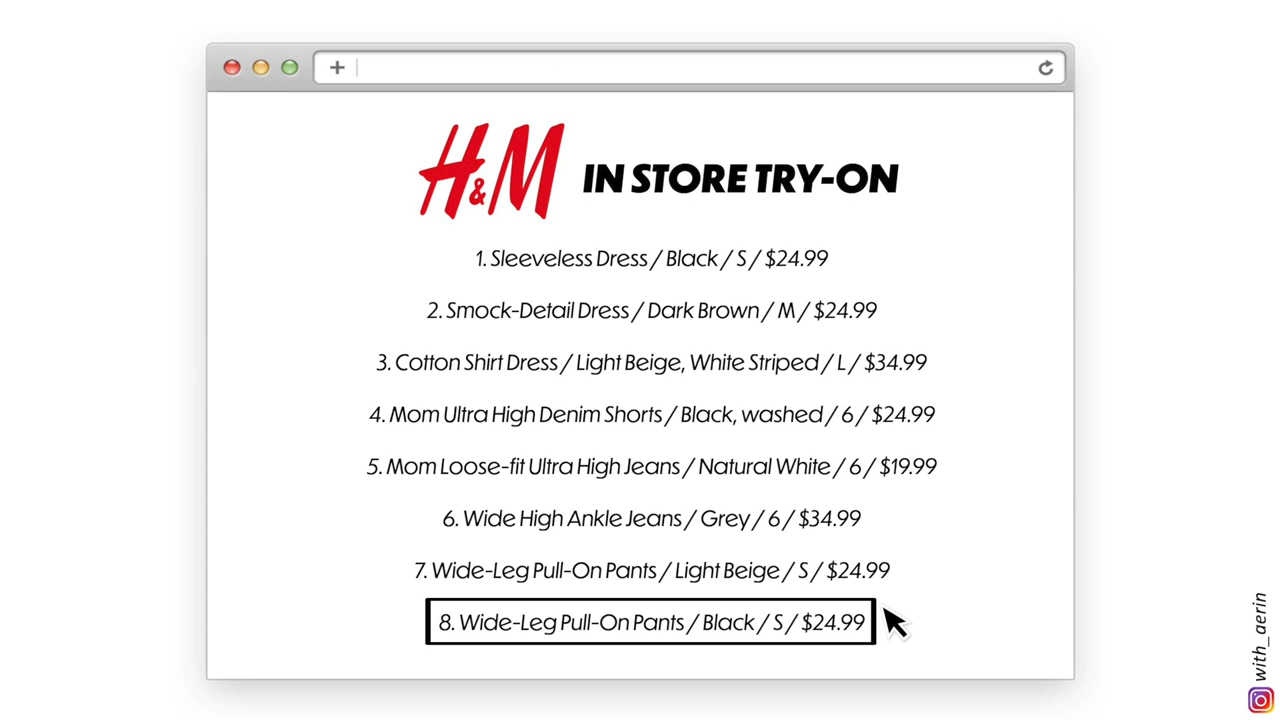 H&M IN STORE TRY-ON
1. Sleeveless Dress / Black / S / $24.99
2. Smock-Detail Dress / Dark Brown / M / $24.99
3. Cotton Shirt Dress / Light Beige, White Striped / L / $34.99
4. Mom Ultra High Denim Shorts / Black, washed / 6 / $24.99
5. Mom Loose-fit Ultra High Jeans / Natural White / 6 / $19.99
6. Wide High Ankle Jeans / Grey / 6 / $34.99
7. Wide-Leg Pull-On Pants / Light Beige / S / $24.99
8. Wide-Leg Pull-On Pants / Black / S / $24.99
with_aerin